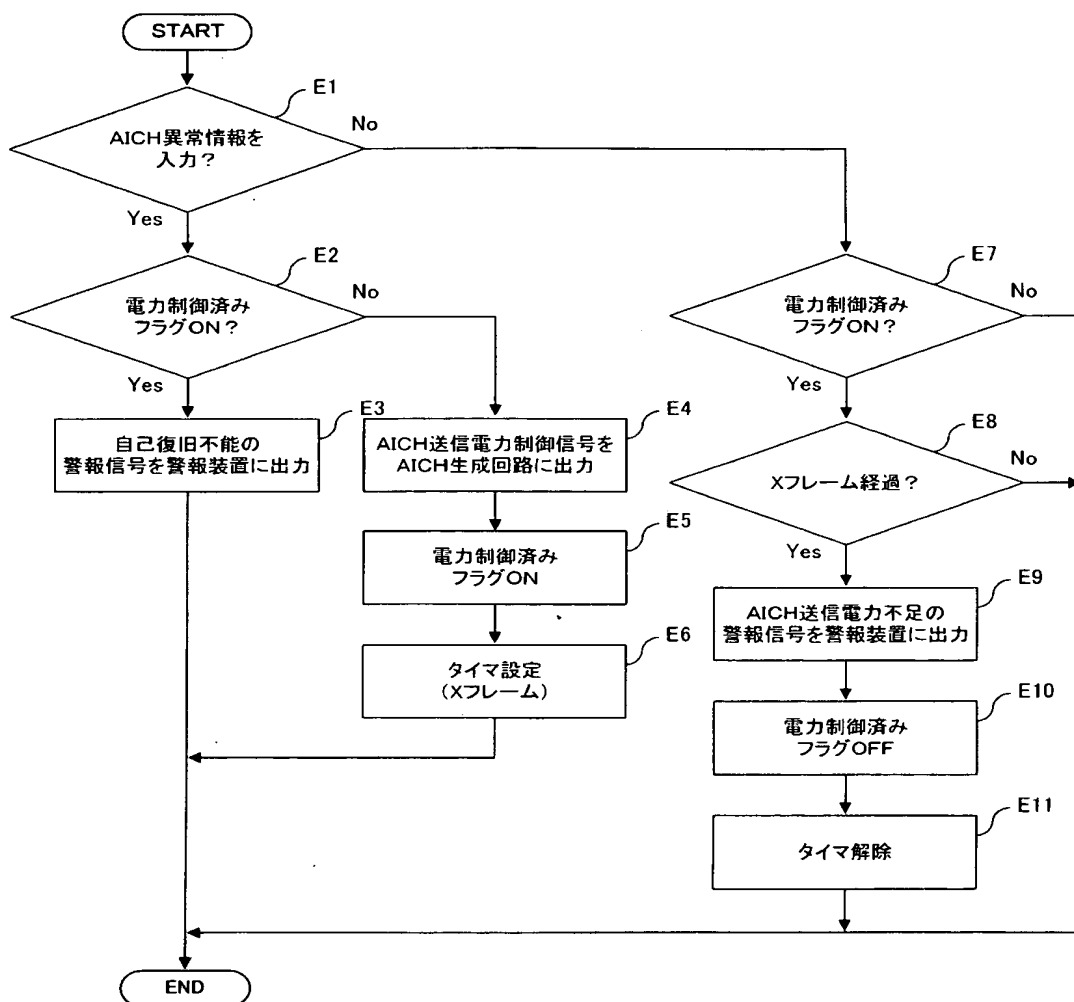 START
E1
AICH異常情報を
入力？
No
Yes
E2
電力制御済み
フラグON？
No
Yes
E3
自己復旧不能の
警報信号を警報装置に出力
E4
AICH送信電力制御信号を
AICH生成回路に出力
E5
電力制御済み
フラグON
E6
タイマ設定
(Xフレーム)
E7
電力制御済み
フラグON？
No
Yes
E8
Xフレーム経過？
No
Yes
E9
AICH送信電力不足の
警報信号を警報装置に出力
E10
電力制御済み
フラグOFF
E11
タイマ解除
END